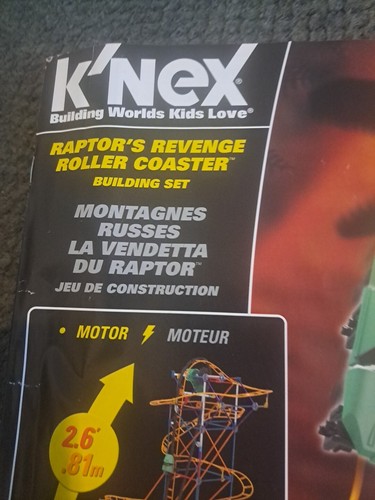 K'NEX®
Building Worlds Kids Love®
RAPTOR'S REVENGE
ROLLER COASTER™
BUILDING SET
MONTAGNES
RUSSES
LA VENDETTA
DU RAPTOR™
JEU DE CONSTRUCTION
• MOTOR MOTEUR
2.6'
.81m